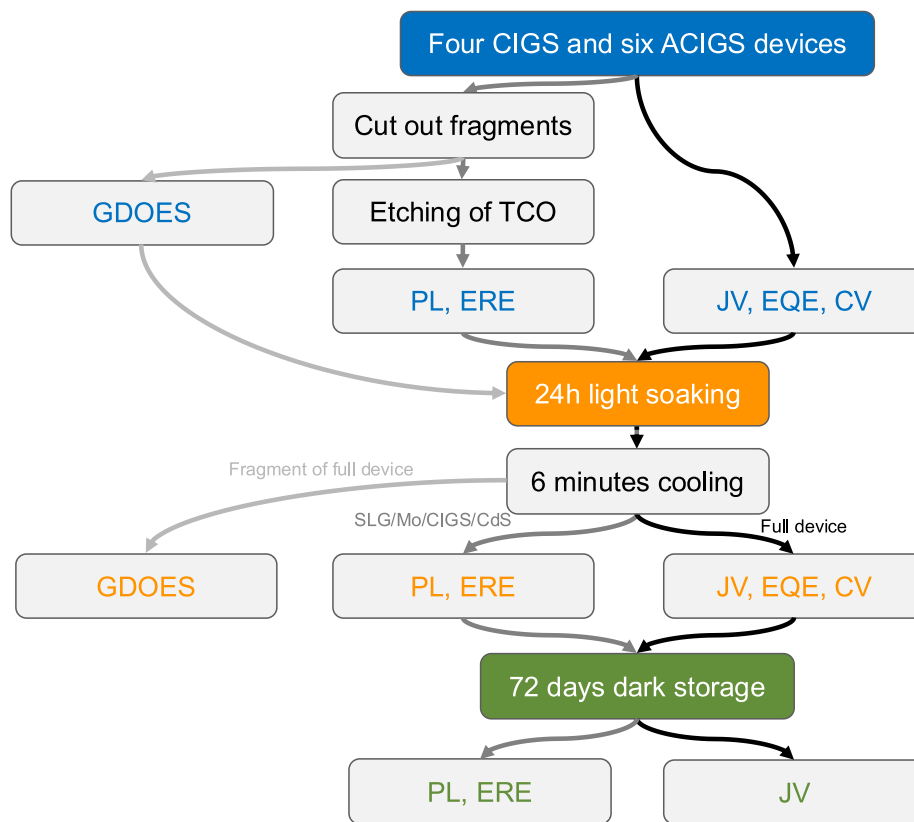 Four CIGS and six ACIGS devices
Cut out fragments
GDOES
Etching of TCO
PL, ERE
JV, EQE, CV
24h light soaking
Fragment of full device
6 minutes cooling
SLG/Mo/CIGS/CdS
Full device
GDOES
PL, ERE
JV, EQE, CV
72 days dark storage
PL, ERE
JV